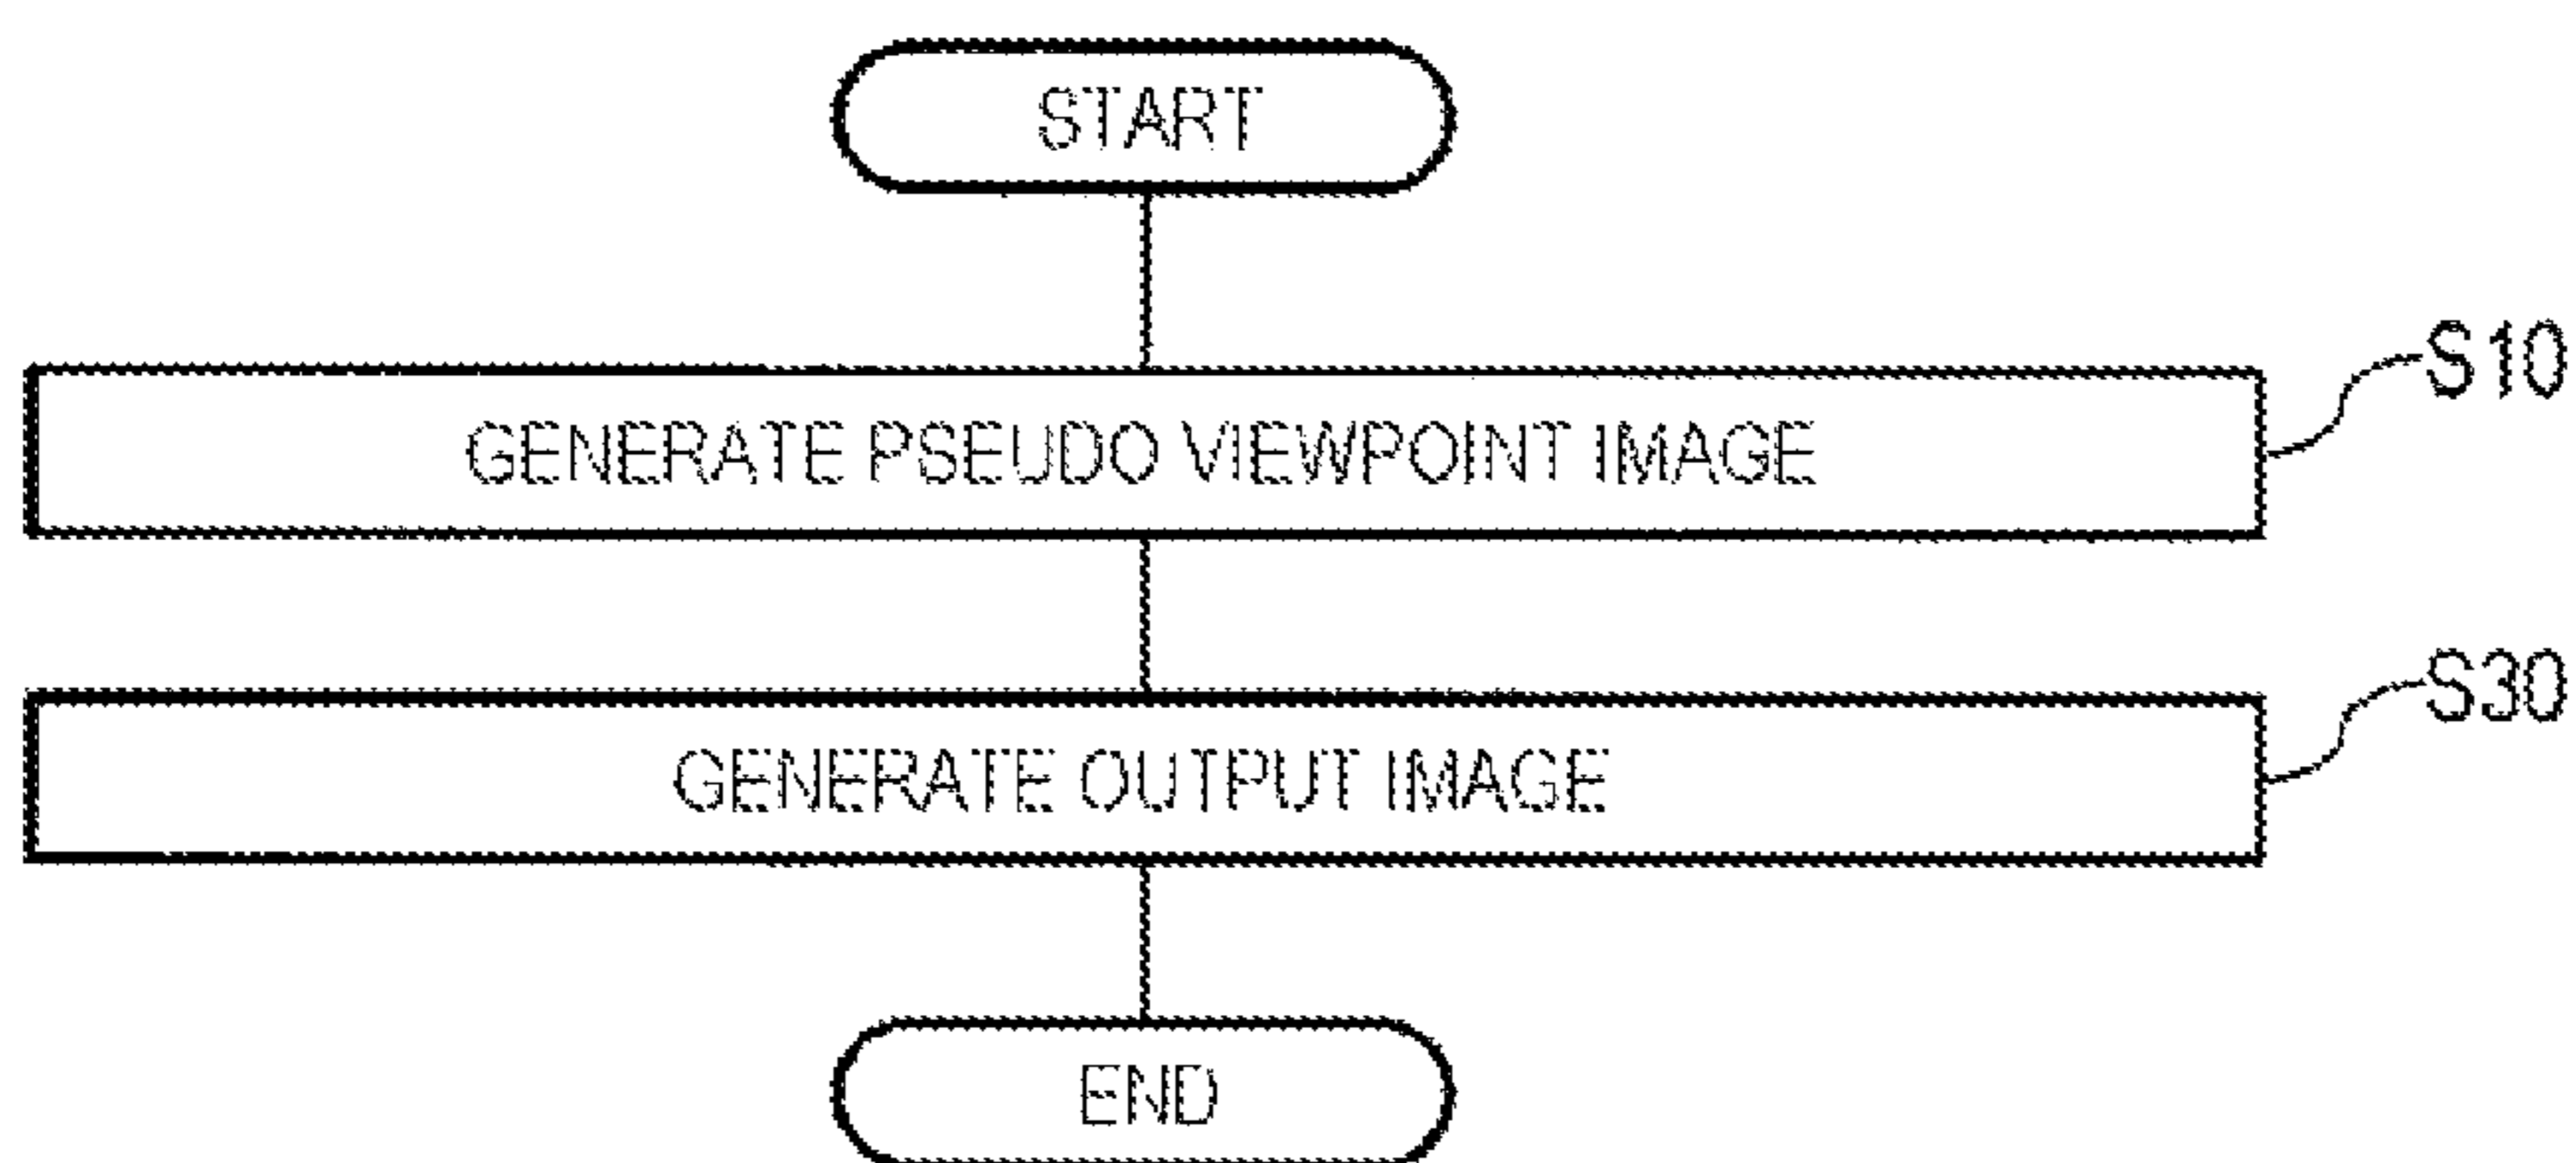 START
GENERATE PSEUDO VIEWPOINT IMAGE
S10
GENERATE OUTPUT IMAGE
S30
END